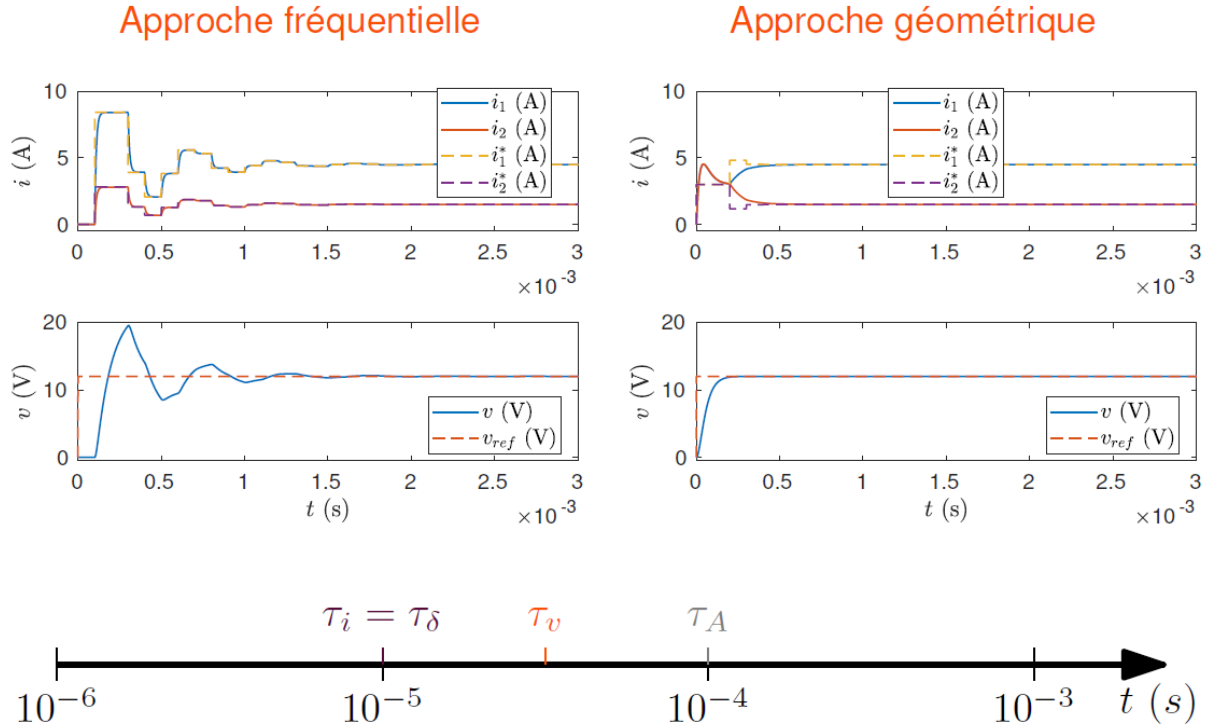 Approche fréquentielle
10
5
0
i (A)
i₁ (A)
i₂ (A)
i₁* (A)
i₂* (A)
0 0.5 1 1.5 2 2.5 3
×10⁻³
20
10
0
v (V)
v (V)
v_ref (V)
0 0.5 1 1.5 2 2.5 3
t (s)
×10⁻³
Approche géométrique
10
5
0
i (A)
i₁ (A)
i₂ (A)
i₁* (A)
i₂* (A)
0 0.5 1 1.5 2 2.5 3
×10⁻³
20
10
0
v (V)
v (V)
v_ref (V)
0 0.5 1 1.5 2 2.5 3
t (s)
×10⁻³
τᵢ = τ_δ τᵥ τ_A
10⁻⁶ 10⁻⁵ 10⁻⁴ 10⁻³ t (s)